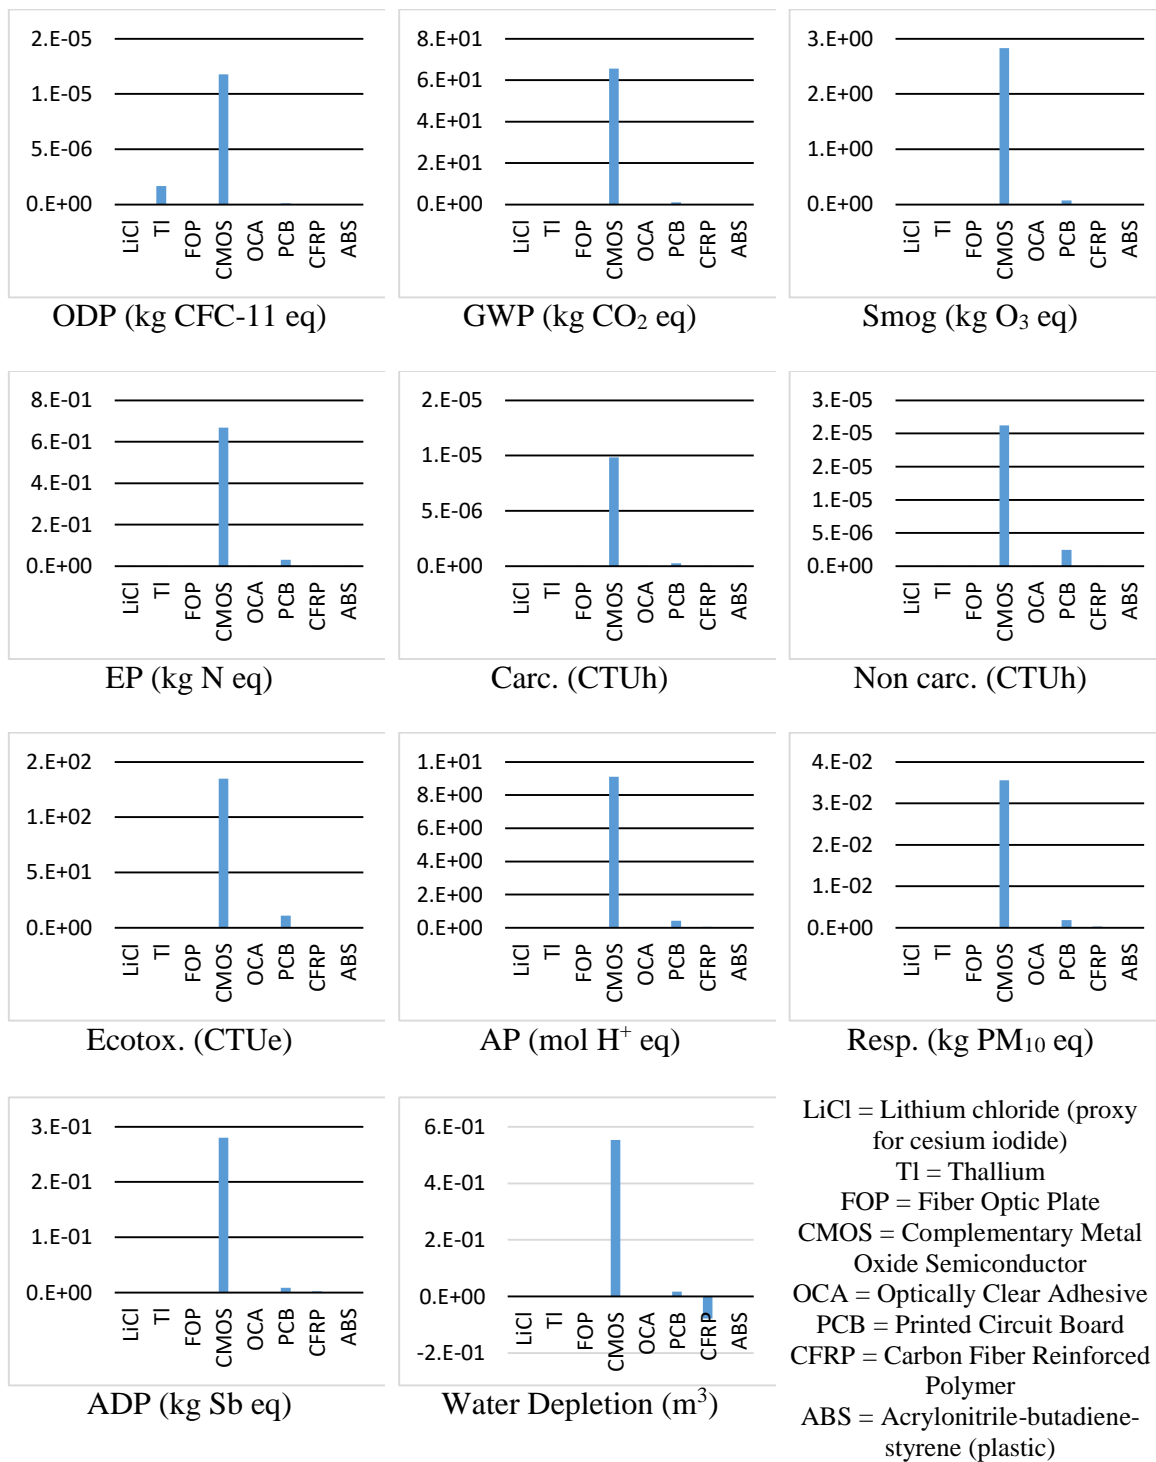 2.E-05
1.E-05
5.E-06
0.E+00
LiCl
Tl
FOP
CMOS
OCA
PCB
CFRP
ABS
ODP (kg CFC-11 eq)
8.E+01
6.E+01
4.E+01
2.E+01
0.E+00
LiCl
Tl
FOP
CMOS
OCA
PCB
CFRP
ABS
GWP (kg CO₂ eq)
3.E+00
2.E+00
1.E+00
0.E+00
LiCl
Tl
FOP
CMOS
OCA
PCB
CFRP
ABS
Smog (kg O₃ eq)
8.E-01
6.E-01
4.E-01
2.E-01
0.E+00
LiCl
Tl
FOP
CMOS
OCA
PCB
CFRP
ABS
EP (kg N eq)
2.E-05
1.E-05
5.E-06
0.E+00
LiCl
Tl
FOP
CMOS
OCA
PCB
CFRP
ABS
Carc. (CTUh)
3.E-05
2.E-05
2.E-05
1.E-05
5.E-06
0.E+00
LiCl
Tl
FOP
CMOS
OCA
PCB
CFRP
ABS
Non carc. (CTUh)
2.E+02
1.E+02
5.E+01
0.E+00
LiCl
Tl
FOP
CMOS
OCA
PCB
CFRP
ABS
Ecotox. (CTUe)
1.E+01
8.E+00
6.E+00
4.E+00
2.E+00
0.E+00
LiCl
Tl
FOP
CMOS
OCA
PCB
CFRP
ABS
AP (mol H⁺ eq)
4.E-02
3.E-02
2.E-02
1.E-02
0.E+00
LiCl
Tl
FOP
CMOS
OCA
PCB
CFRP
ABS
Resp. (kg PM₁₀ eq)
3.E-01
2.E-01
1.E-01
0.E+00
LiCl
Tl
FOP
CMOS
OCA
PCB
CFRP
ABS
ADP (kg Sb eq)
6.E-01
4.E-01
2.E-01
0.E+00
-2.E-01
LiCl
Tl
FOP
CMOS
OCA
PCB
CFRP
ABS
Water Depletion (m³)
LiCl = Lithium chloride (proxy
for cesium iodide)
Tl = Thallium
FOP = Fiber Optic Plate
CMOS = Complementary Metal
Oxide Semiconductor
OCA = Optically Clear Adhesive
PCB = Printed Circuit Board
CFRP = Carbon Fiber Reinforced
Polymer
ABS = Acrylonitrile-butadiene-
styrene (plastic)